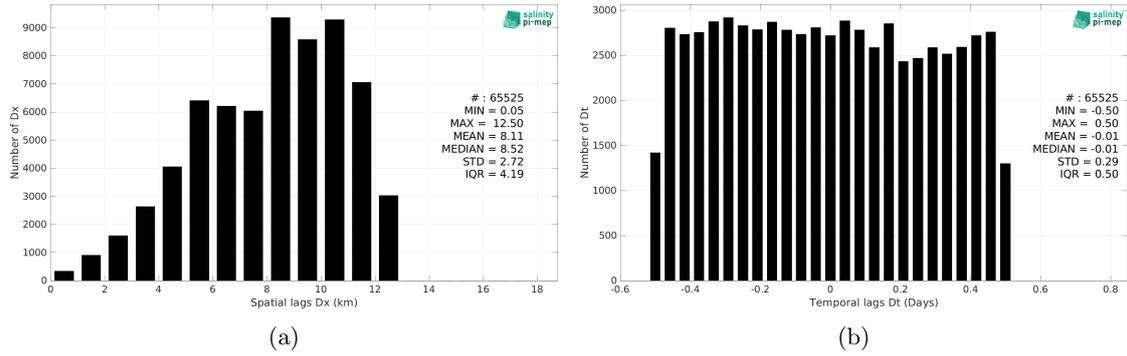 9000
8000
7000
6000
5000
4000
3000
2000
1000
0
Number of Dx
salinity
pi-mep
# : 65525
MIN = 0.05
MAX = 12.50
MEAN = 8.11
MEDIAN = 8.52
STD = 2.72
IQR = 4.19
0 2 4 6 8 10 12 14 16 18
Spatial lags Dx (km)
(a)
3000
2500
2000
1500
1000
500
0
Number of Dt
salinity
pi-mep
# : 65525
MIN = -0.50
MAX = 0.50
MEAN = -0.01
MEDIAN = -0.01
STD = 0.29
IQR = 0.50
-0.6 -0.4 -0.2 0 0.2 0.4 0.6 0.8
Temporal lags Dt (Days)
(b)